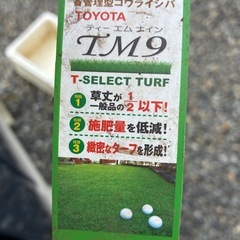 省管理型コウライシバ
TOYOTA
ティー エム ナイン
TM9
T-SELECT TURF
1 草丈が 1/2 以下!
一般品の
2 施肥量を低減!
3 緻密なターフを形成!